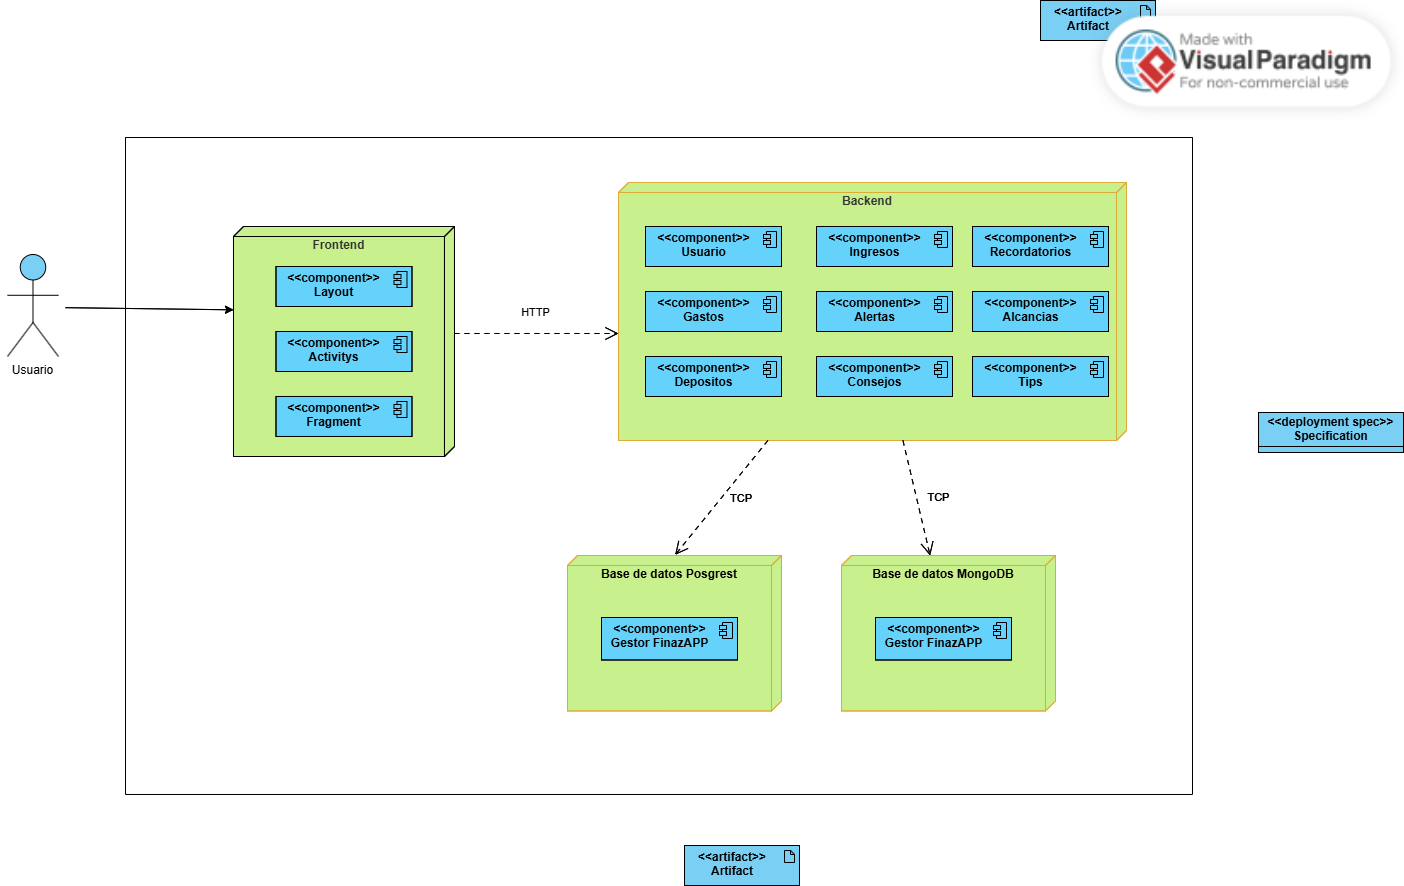 <<artifact>>
Artifact
Made with
Visual Paradigm
For non-commercial use
Usuario
Frontend
<<component>>
Layout
<<component>>
Activitys
<<component>>
Fragment
HTTP
Backend
<<component>>
Usuario
<<component>>
Ingresos
<<component>>
Recordatorios
<<component>>
Gastos
<<component>>
Alertas
<<component>>
Alcancias
<<component>>
Depositos
<<component>>
Consejos
<<component>>
Tips
<<deployment spec>>
Specification
TCP
TCP
Base de datos Posgrest
<<component>>
Gestor FinazAPP
Base de datos MongoDB
<<component>>
Gestor FinazAPP
<<artifact>>
Artifact